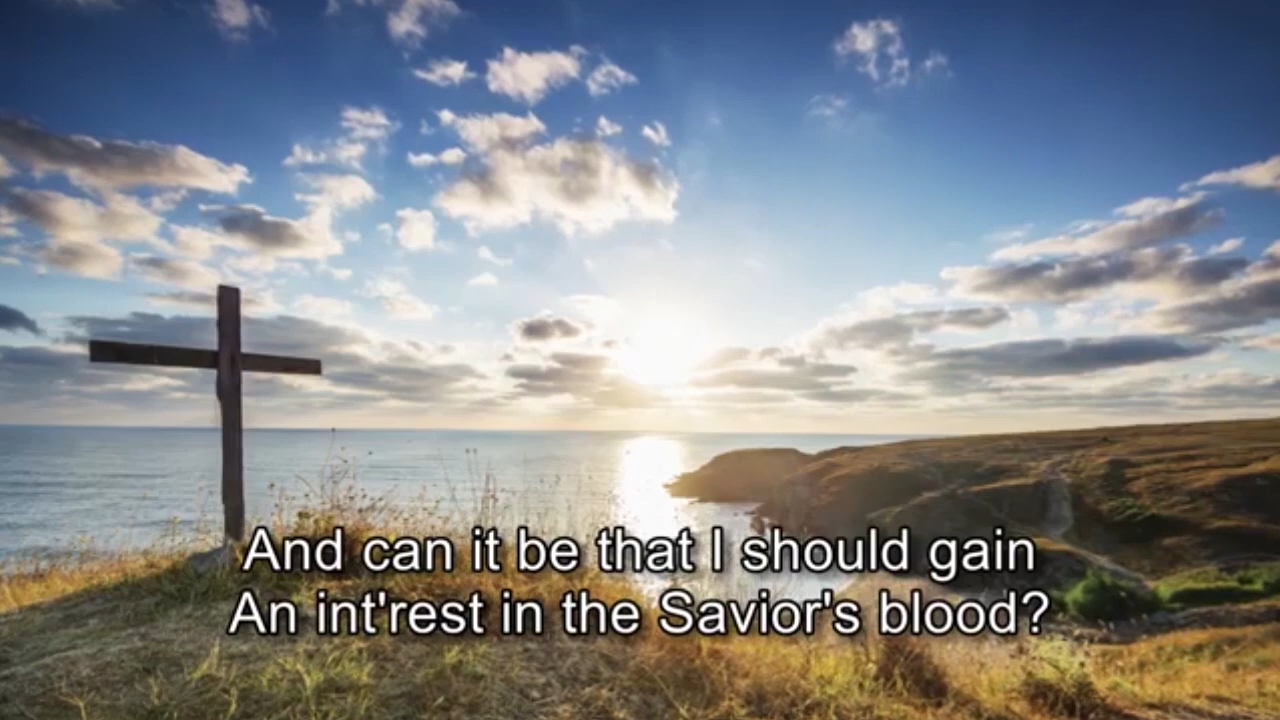 And can it be that I should gain
An int'rest in the Savior's blood?